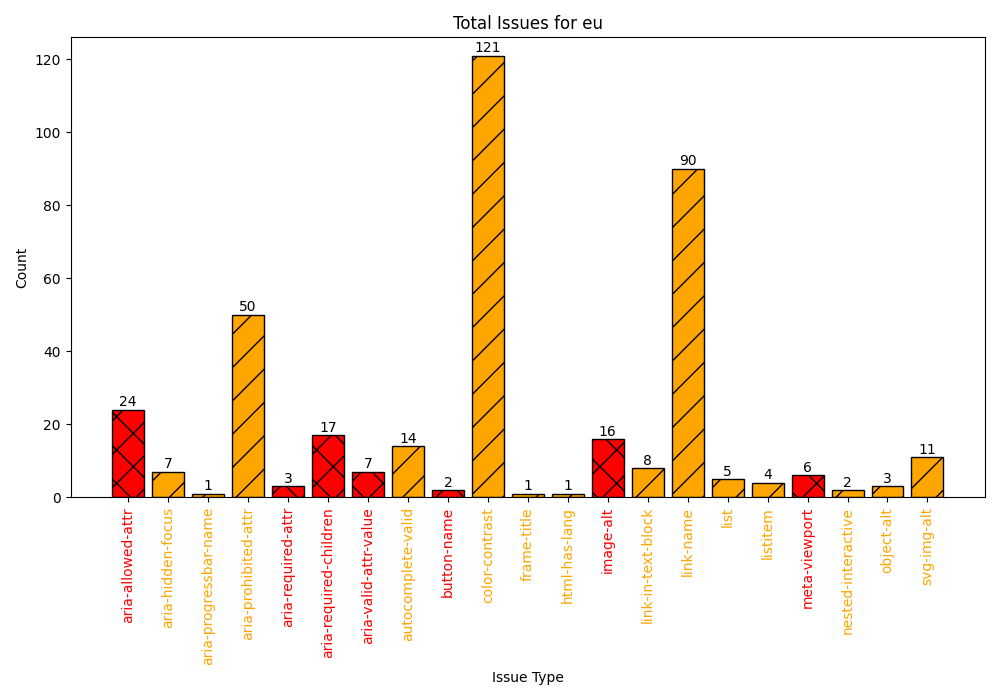 Total Issues for eu
Count
120
100
80
60
40
20
0
24
7
1
50
3
17
7
14
2
121
1
1
16
8
90
5
4
6
2
3
11
aria-allowed-attr
aria-hidden-focus
aria-progressbar-name
aria-prohibited-attr
aria-required-attr
aria-required-children
aria-valid-attr-value
autocomplete-valid
button-name
color-contrast
frame-title
html-has-lang
image-alt
link-in-text-block
link-name
list
listitem
meta-viewport
nested-interactive
object-alt
svg-img-alt
Issue Type